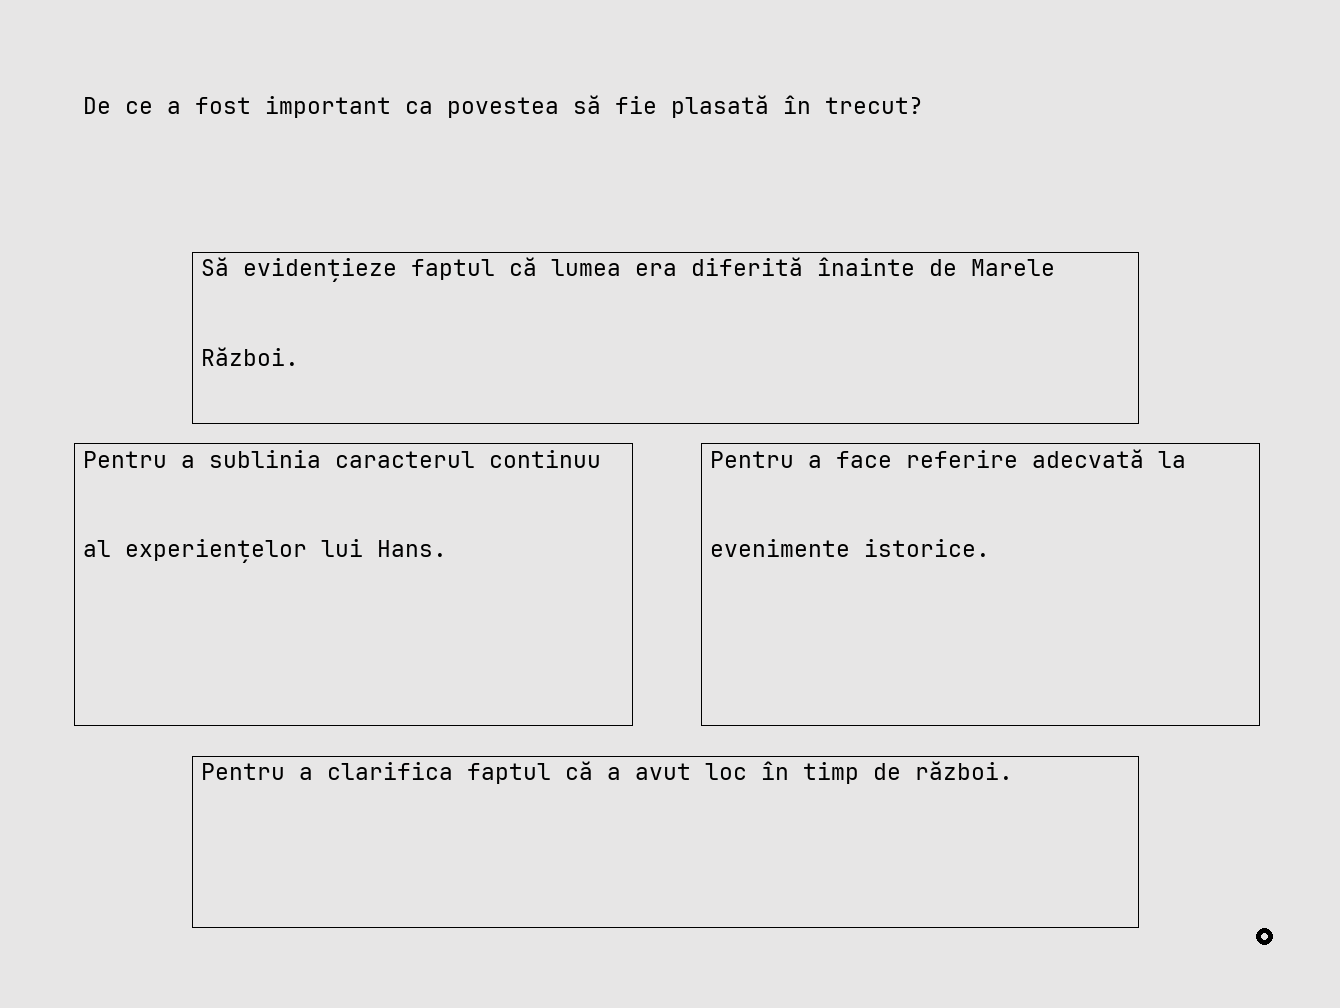 De ce a fost important ca povestea să fie plasată în trecut?
Să evidențieze faptul că lumea era diferită înainte de Marele
Război.
Pentru a sublinia caracterul continuu
al experiențelor lui Hans.
Pentru a face referire adecvată la
evenimente istorice.
Pentru a clarifica faptul că a avut loc în timp de război.